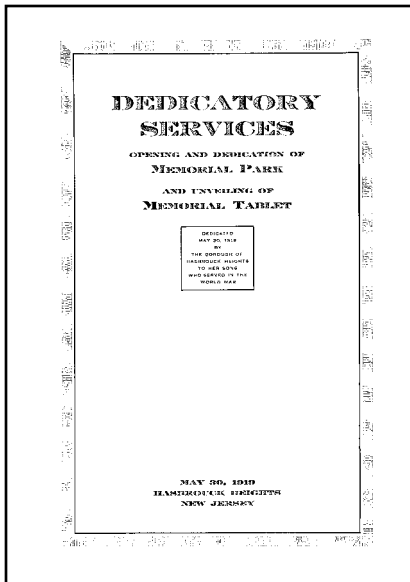 DEDICATORY
SERVICES
OPENING AND DEDICATION OF
MEMORIAL PARK
AND UNVEILING OF
MEMORIAL TABLET
DEDICATED
MAY 30, 1919
BY
THE BOROUGH OF
HASBROUCK HEIGHTS
TO HER SONS
WHO SERVED IN THE
WORLD WAR
MAY 30, 1919
HASBROUCK HEIGHTS
NEW JERSEY